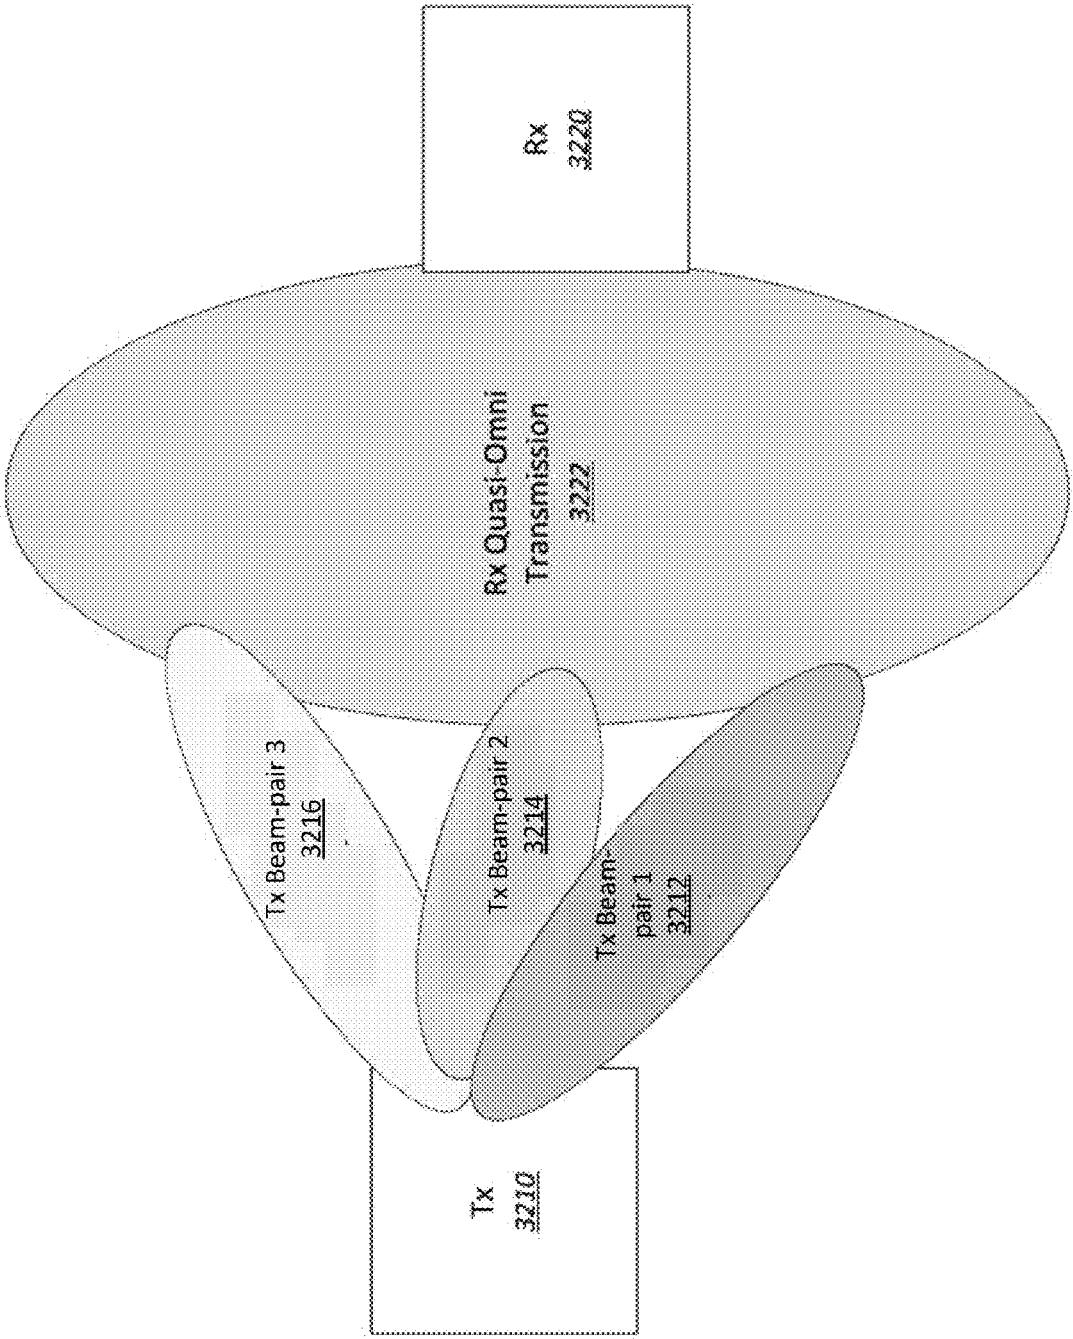 Tx
3210
Tx Beam-pair 3
3216
Tx Beam-pair 2
3214
Tx Beam-
pair 1
3212
Rx Quasi-Omni
Transmission
3222
Rx
3220